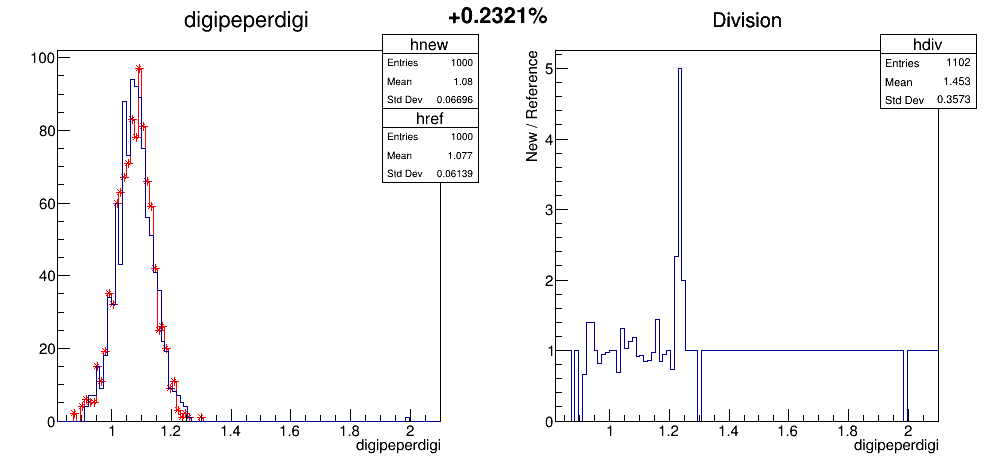 digipeperdigi
+0.2321%
Division
hnew
Entries 1000
Mean 1.08
Std Dev 0.06696
href
Entries 1000
Mean 1.077
Std Dev 0.06139
100
80
60
40
20
0
1 1.2 1.4 1.6 1.8 2
digipeperdigi
hdiv
Entries 1102
Mean 1.453
Std Dev 0.3573
New / Reference
5
4
3
2
1
0
1 1.2 1.4 1.6 1.8 2
digipeperdigi